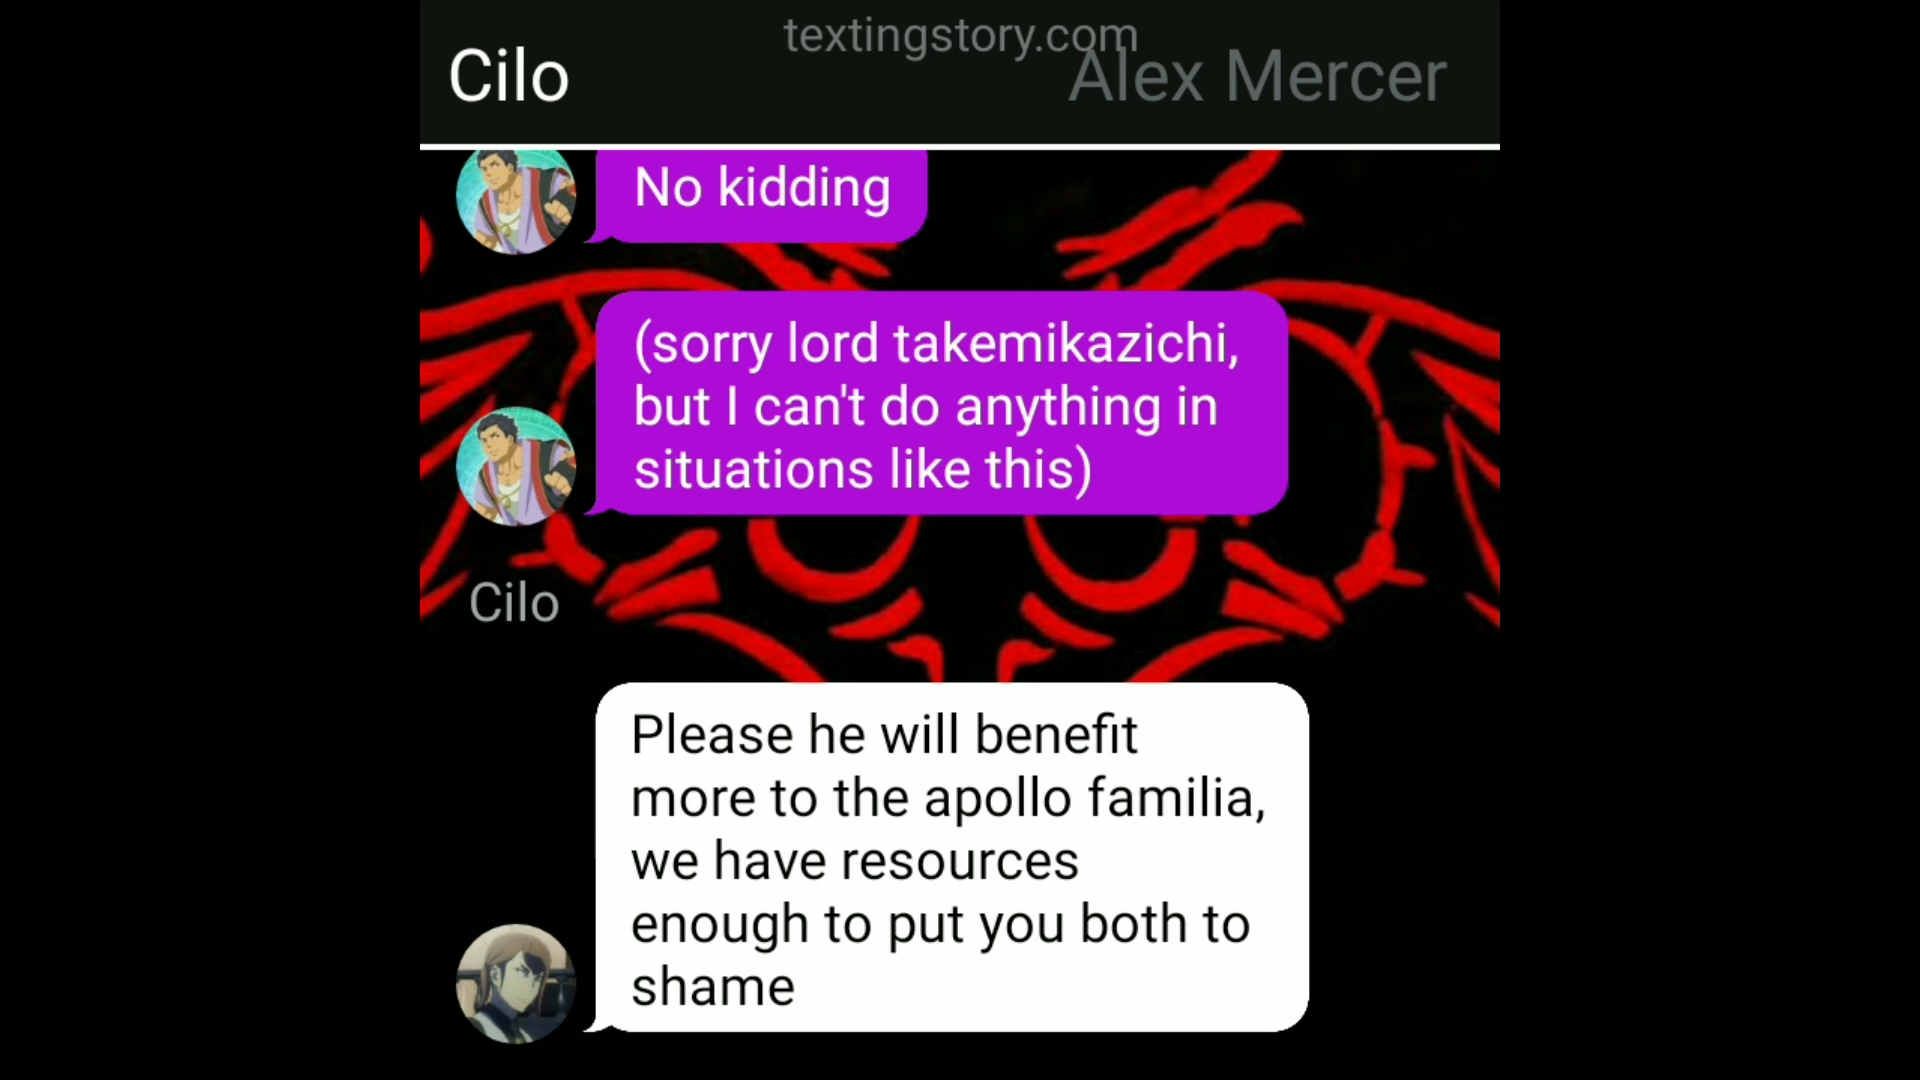 textingstory.com
Cilo
Alex Mercer
No kidding
(sorry lord takemikazichi,
but I can't do anything in
situations like this)
Cilo
Please he will benefit
more to the apollo familia,
we have resources
enough to put you both to
shame